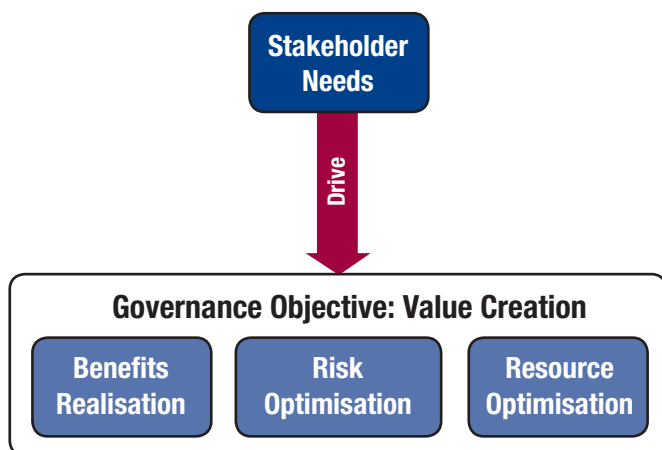 Stakeholder
Needs
Drive
Governance Objective: Value Creation
Benefits
Realisation
Risk
Optimisation
Resource
Optimisation